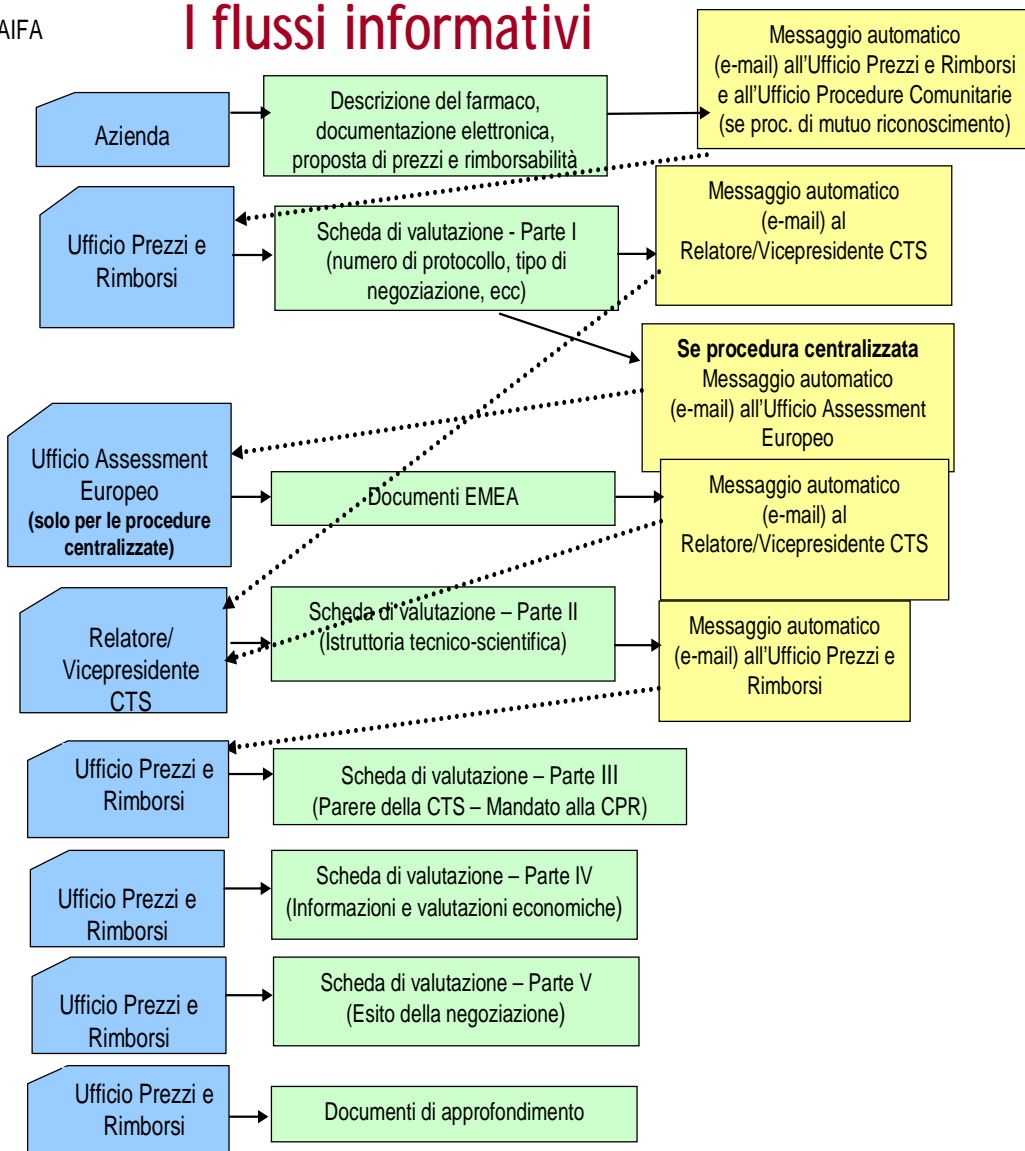 AIFA
I flussi informativi
Azienda
Descrizione del farmaco,
documentazione elettronica,
proposta di prezzi e rimborsabilità
Messaggio automatico
(e-mail) all'Ufficio Prezzi e Rimborsi
e all'Ufficio Procedure Comunitarie
(se proc. di mutuo riconoscimento)
Ufficio Prezzi e
Rimborsi
Scheda di valutazione - Parte I
(numero di protocollo, tipo di
negoziazione, ecc)
Messaggio automatico
(e-mail) al
Relatore/Vicepresidente CTS
Se procedura centralizzata
Messaggio automatico
(e-mail) all'Ufficio Assessment
Europeo
Ufficio Assessment
Europeo
(solo per le procedure
centralizzate)
Documenti EMEA
Messaggio automatico
(e-mail) al
Relatore/Vicepresidente CTS
Relatore/
Vicepresidente
CTS
Scheda di valutazione – Parte II
(Istruttoria tecnico-scientifica)
Messaggio automatico
(e-mail) all'Ufficio Prezzi e
Rimborsi
Ufficio Prezzi e
Rimborsi
Scheda di valutazione – Parte III
(Parere della CTS – Mandato alla CPR)
Ufficio Prezzi e
Rimborsi
Scheda di valutazione – Parte IV
(Informazioni e valutazioni economiche)
Ufficio Prezzi e
Rimborsi
Scheda di valutazione – Parte V
(Esito della negoziazione)
Ufficio Prezzi e
Rimborsi
Documenti di approfondimento